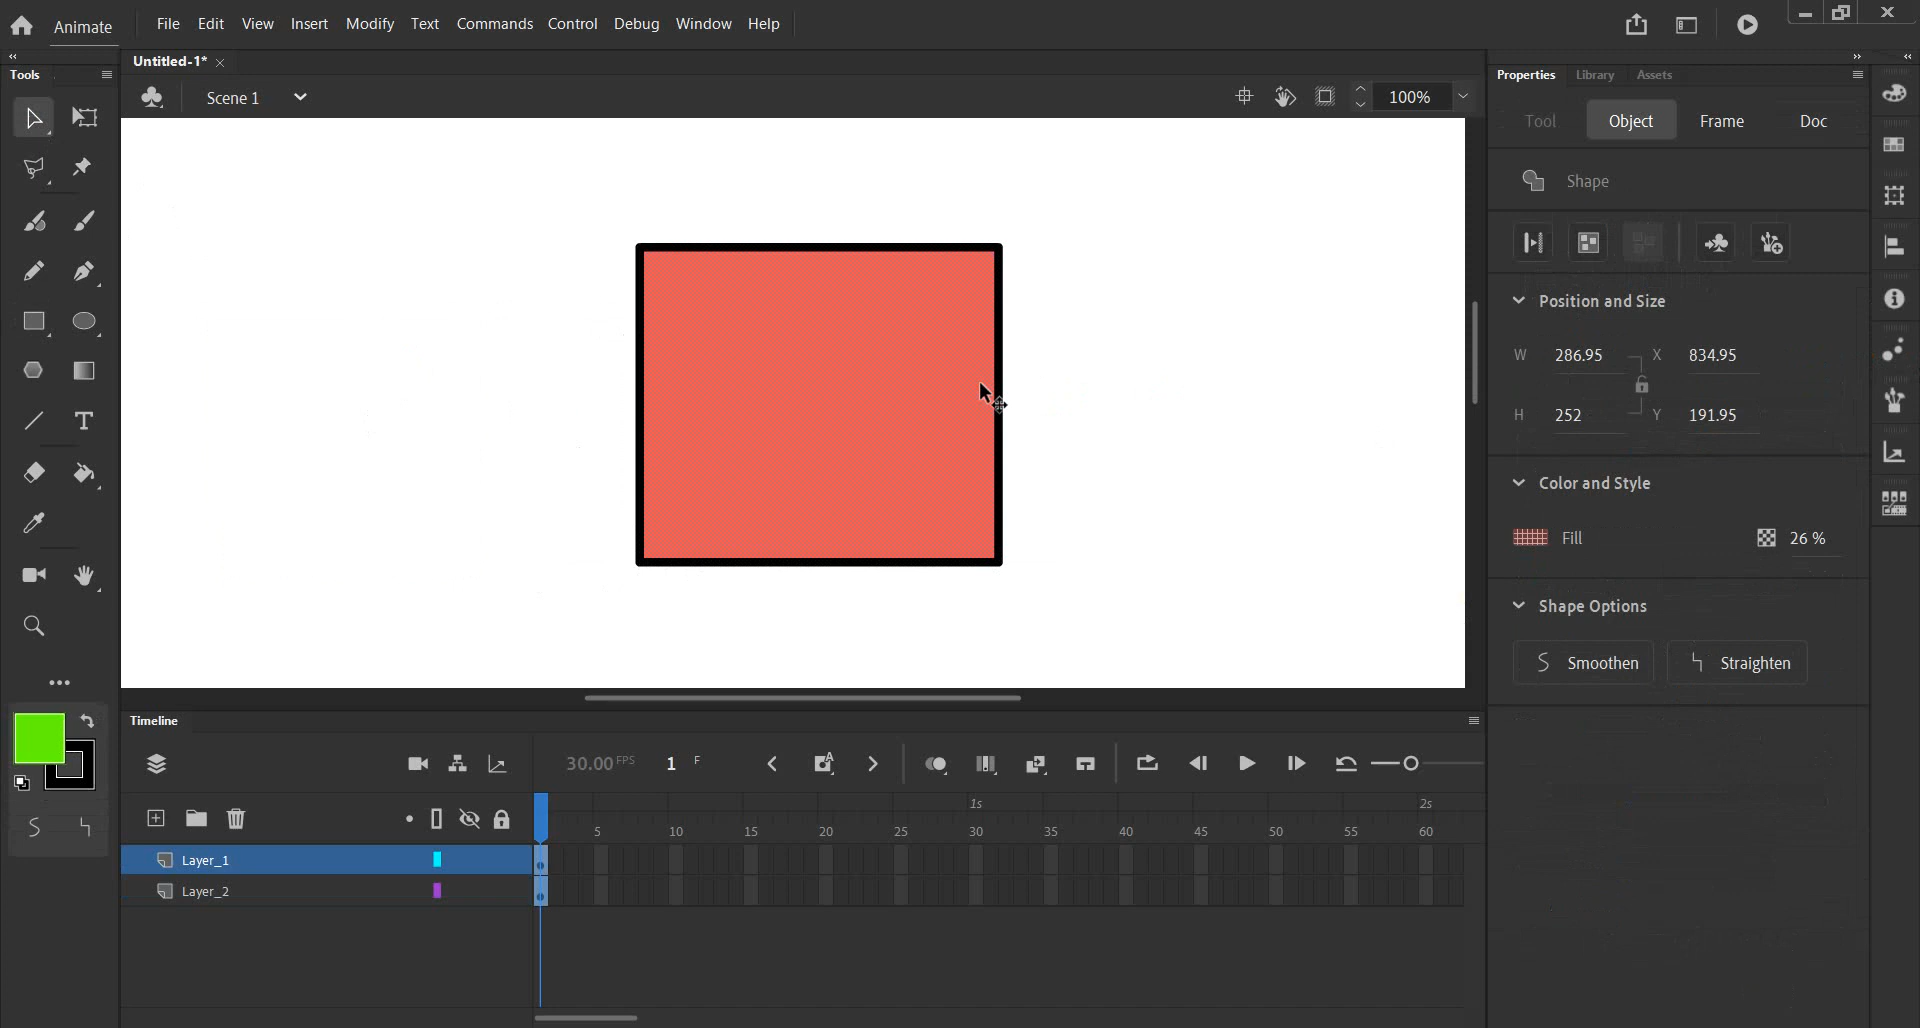 Animate File Edit View Insert Modify Text Commands Control Debug Window Help
Tools
Untitled-1*
Scene 1
100%
Properties Library Assets
Tool Object Frame Doc
Shape
Position and Size
W 286.95 X 834.95
H 252 Y 191.95
Color and Style
Fill 26 %
Shape Options
Smoothen Straighten
Timeline
30.00 FPS 1 F
1s 2s
5 10 15 20 25 30 35 40 45 50 55 60
Layer_1
Layer_2